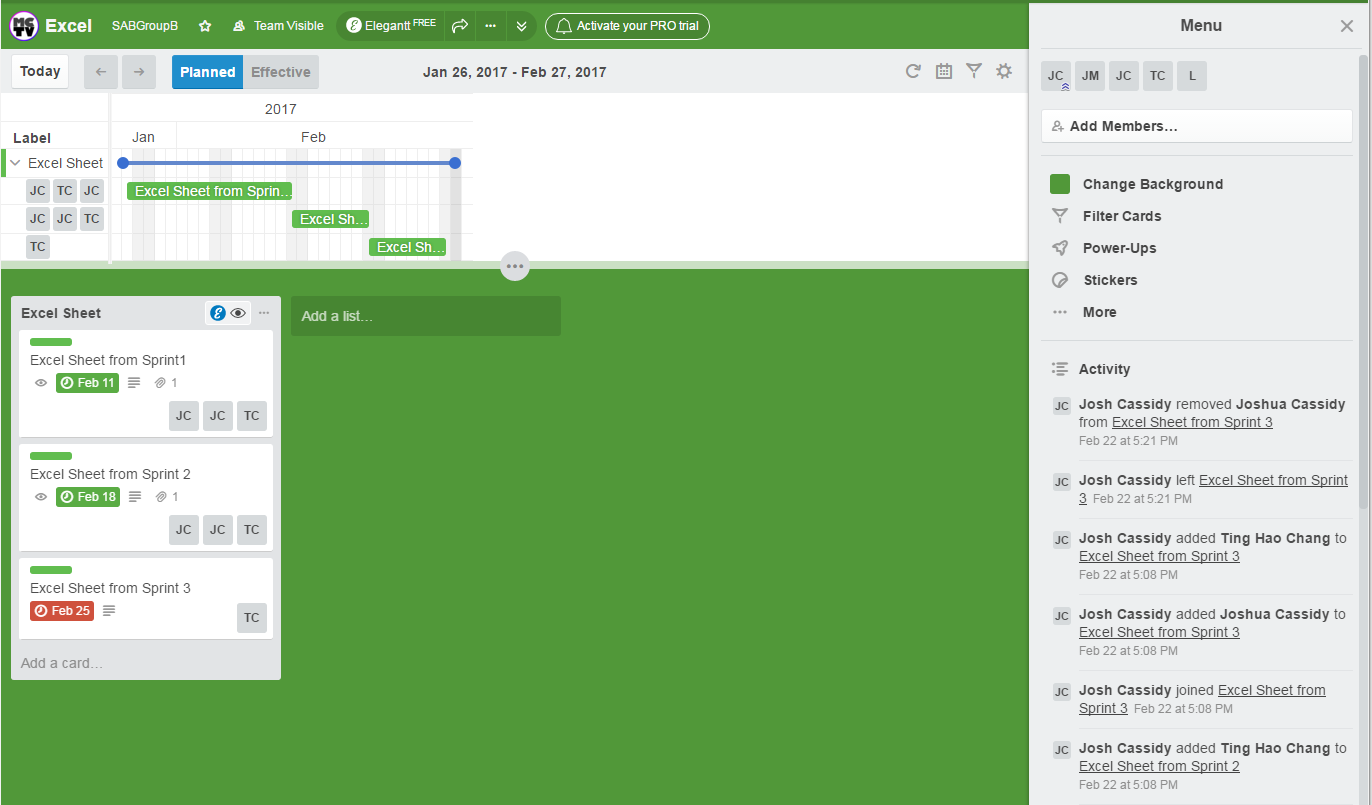 MG TV Excel SABGroupB Team Visible Elegantt FREE Activate your PRO trial
Today Planned Effective Jan 26, 2017 - Feb 27, 2017
2017
Label Jan Feb
Excel Sheet
JC TC JC Excel Sheet from Sprin...
JC JC TC Excel Sh...
TC Excel Sh...
Excel Sheet
Excel Sheet from Sprint1
Feb 11 1
JC JC TC
Excel Sheet from Sprint 2
Feb 18 1
JC JC TC
Excel Sheet from Sprint 3
Feb 25
TC
Add a card...
Add a list...
Menu
JC JM JC TC L
Add Members...
Change Background
Filter Cards
Power-Ups
Stickers
More
Activity
JC Josh Cassidy removed Joshua Cassidy
from Excel Sheet from Sprint 3
Feb 22 at 5:21 PM
JC Josh Cassidy left Excel Sheet from Sprint
3 Feb 22 at 5:21 PM
JC Josh Cassidy added Ting Hao Chang to
Excel Sheet from Sprint 3
Feb 22 at 5:08 PM
JC Josh Cassidy added Joshua Cassidy to
Excel Sheet from Sprint 3
Feb 22 at 5:08 PM
JC Josh Cassidy joined Excel Sheet from
Sprint 3 Feb 22 at 5:08 PM
JC Josh Cassidy added Ting Hao Chang to
Excel Sheet from Sprint 2
Feb 22 at 5:08 PM